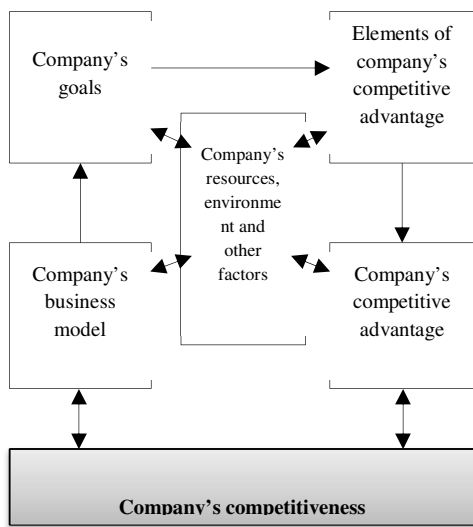 Company's
goals
Elements of
company's
competitive
advantage
Company's
resources,
environme
nt and
other
factors
Company's
business
model
Company's
competitive
advantage
Company's competitiveness